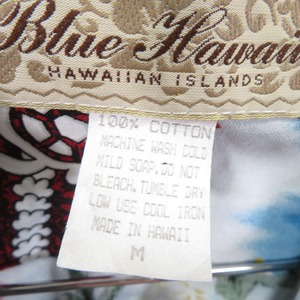 Blue Hawaii
HAWAIIAN ISLANDS
100% COTTON
MACHINE WASH COLD
MILD SOAP. DO NOT
BLEACH. TUMBLE DRY
LOW USE COOL IRON
MADE IN HAWAII
M